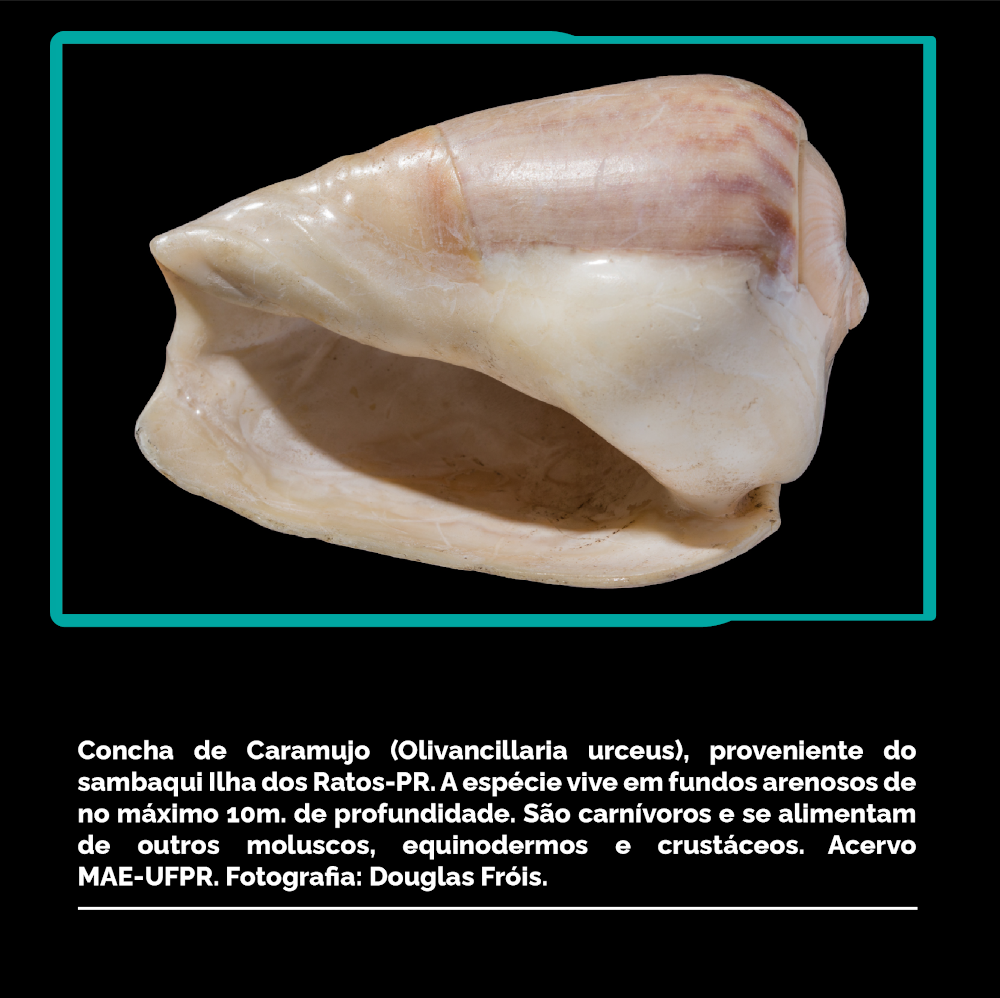 Concha de Caramujo (Olivancillaria urceus), proveniente do
sambaqui Ilha dos Ratos-PR. A espécie vive em fundos arenosos de
no máximo 10m. de profundidade. São carnívoros e se alimentam
de outros moluscos, equinodermos e crustáceos. Acervo
MAE-UFPR. Fotografia: Douglas Fróis.